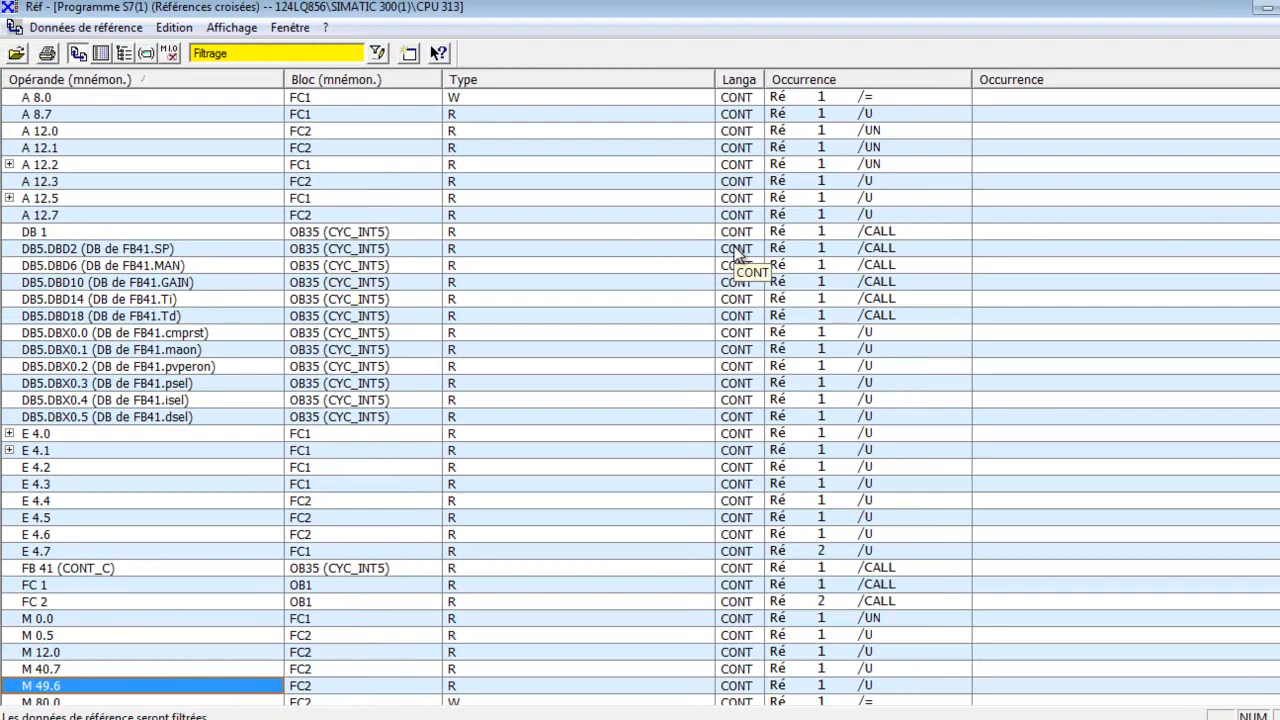 Réf - [Programme S7(1) (Références croisées) -- 124LQ856\SIMATIC 300(1)\CPU 313]
Données de référence Edition Affichage Fenêtre ?
Filtrage
Opérande (mnémon.) / Bloc (mnémon.) Type Langa Occurrence Occurrence
A 8.0 FC1 W CONT Ré 1 /=
A 8.7 FC1 R CONT Ré 1 /U
A 12.0 FC2 R CONT Ré 1 /UN
A 12.1 FC2 R CONT Ré 1 /UN
A 12.2 FC1 R CONT Ré 1 /UN
A 12.3 FC2 R CONT Ré 1 /U
A 12.5 FC1 R CONT Ré 1 /U
A 12.7 FC2 R CONT Ré 1 /U
DB 1 OB35 (CYC_INT5) R CONT Ré 1 /CALL
DB5.DBD2 (DB de FB41.SP) OB35 (CYC_INT5) R CONT Ré 1 /CALL
DB5.DBD6 (DB de FB41.MAN) OB35 (CYC_INT5) R CONT Ré 1 /CALL
DB5.DBD10 (DB de FB41.GAIN) OB35 (CYC_INT5) R CONT Ré 1 /CALL
DB5.DBD14 (DB de FB41.Ti) OB35 (CYC_INT5) R CONT Ré 1 /CALL
DB5.DBD18 (DB de FB41.Td) OB35 (CYC_INT5) R CONT Ré 1 /CALL
DB5.DBX0.0 (DB de FB41.cmprst) OB35 (CYC_INT5) R CONT Ré 1 /U
DB5.DBX0.1 (DB de FB41.maon) OB35 (CYC_INT5) R CONT Ré 1 /U
DB5.DBX0.2 (DB de FB41.pvperon) OB35 (CYC_INT5) R CONT Ré 1 /U
DB5.DBX0.3 (DB de FB41.psel) OB35 (CYC_INT5) R CONT Ré 1 /U
DB5.DBX0.4 (DB de FB41.isel) OB35 (CYC_INT5) R CONT Ré 1 /U
DB5.DBX0.5 (DB de FB41.dsel) OB35 (CYC_INT5) R CONT Ré 1 /U
E 4.0 FC1 R CONT Ré 1 /U
E 4.1 FC1 R CONT Ré 1 /U
E 4.2 FC1 R CONT Ré 1 /U
E 4.3 FC1 R CONT Ré 1 /U
E 4.4 FC2 R CONT Ré 1 /U
E 4.5 FC2 R CONT Ré 1 /U
E 4.6 FC2 R CONT Ré 1 /U
E 4.7 FC1 R CONT Ré 2 /U
FB 41 (CONT_C) OB35 (CYC_INT5) R CONT Ré 1 /CALL
FC 1 OB1 R CONT Ré 1 /CALL
FC 2 OB1 R CONT Ré 2 /CALL
M 0.0 FC1 R CONT Ré 1 /UN
M 0.5 FC2 R CONT Ré 1 /U
M 12.0 FC2 R CONT Ré 1 /U
M 40.7 FC2 R CONT Ré 1 /U
M 49.6 FC2 R CONT Ré 1 /U
M 80.0 FC2 W CONT Ré 1 /=
Les données de référence seront filtrées NUM
CONT